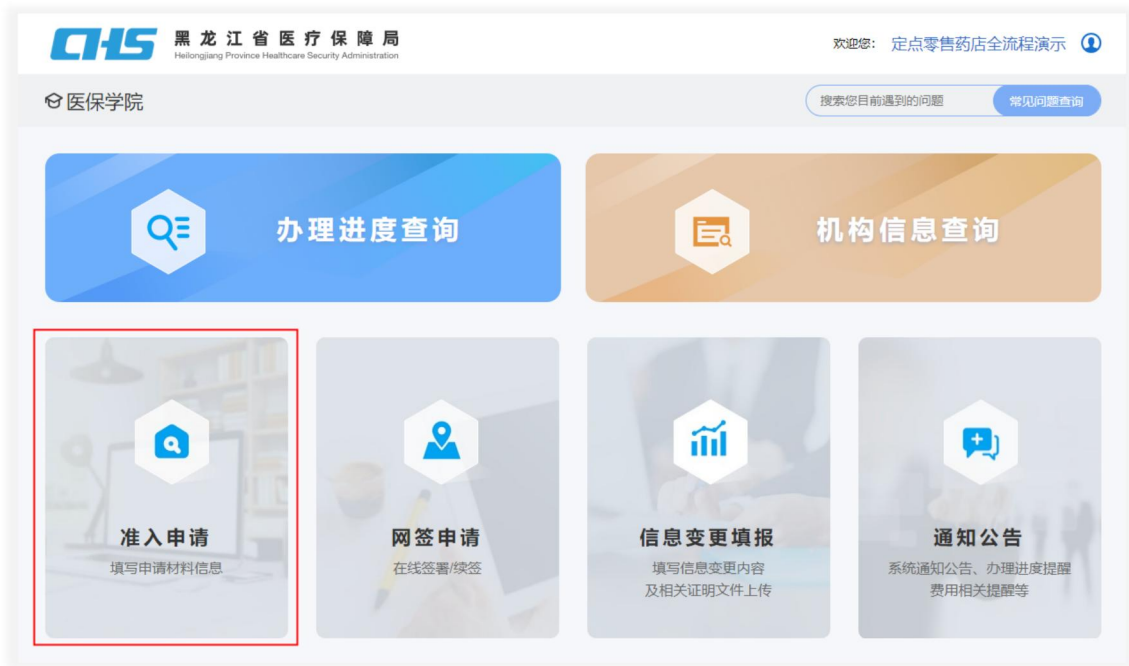 CHS
黑龙江省医疗保障局
Heilongjiang Province Healthcare Security Administration
欢迎您: 定点零售药店全流程演示
医保学院
搜索您目前遇到的问题
常见问题查询
办理进度查询
机构信息查询
准入申请
填写申请材料信息
网签申请
在线签署/续签
信息变更填报
填写信息变更内容
及相关证明文件上传
通知公告
系统通知公告、办理进度提醒
费用相关提醒等